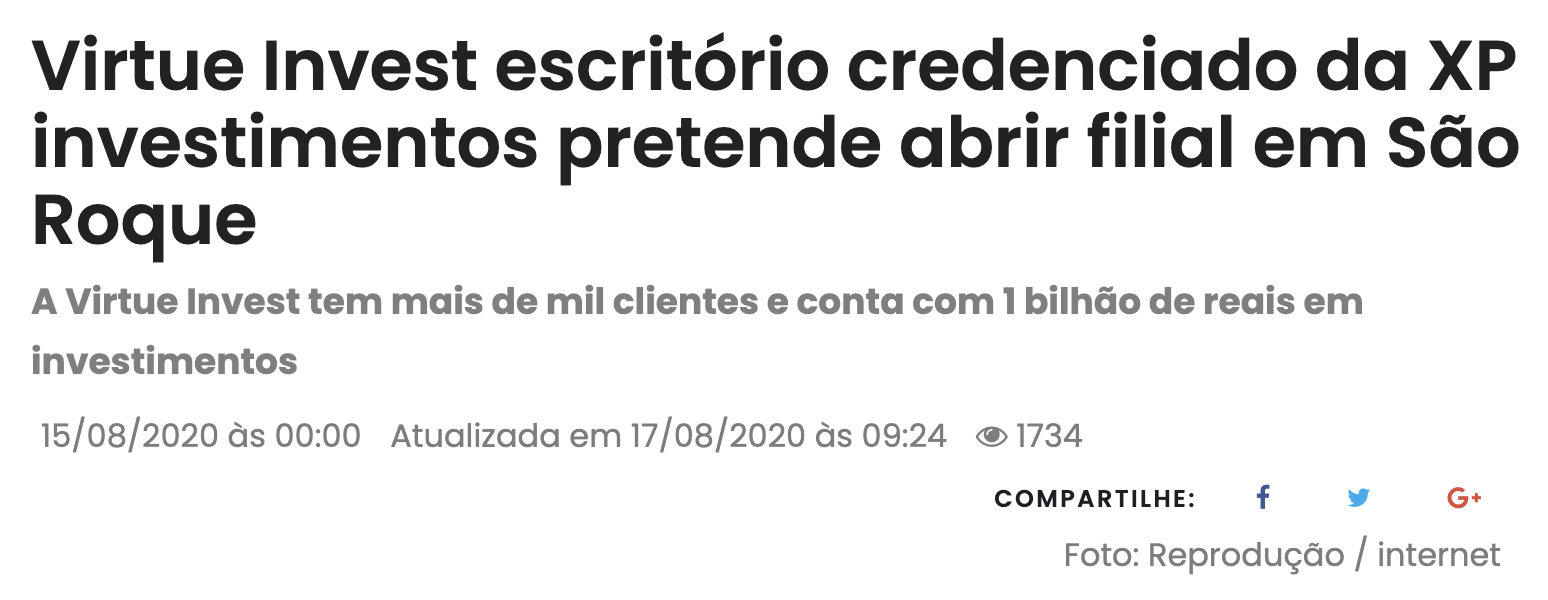 Virtue Invest escritório credenciado da XP
investimentos pretende abrir filial em São
Roque
A Virtue Invest tem mais de mil clientes e conta com 1 bilhão de reais em
investimentos
15/08/2020 às 00:00 Atualizada em 17/08/2020 às 09:24 1734
COMPARTILHE: f G+
Foto: Reprodução / internet